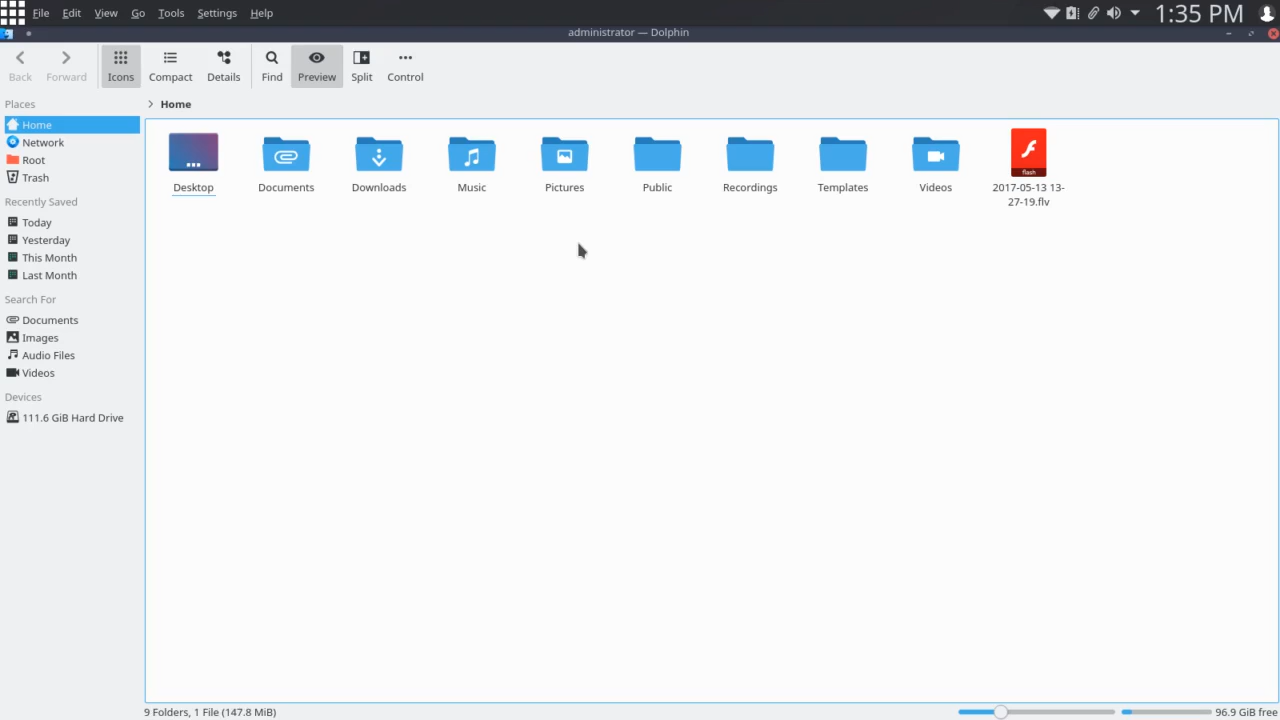 File Edit View Go Tools Settings Help
1:35 PM
administrator — Dolphin
Back Forward Icons Compact Details Find Preview Split Control
Places
Home
Network
Root
Trash
Recently Saved
Today
Yesterday
This Month
Last Month
Search For
Documents
Images
Audio Files
Videos
Devices
111.6 GiB Hard Drive
Home
Desktop Documents Downloads Music Pictures Public Recordings Templates Videos
flash
2017-05-13 13-
27-19.flv
9 Folders, 1 File (147.8 MiB)
96.9 GiB free